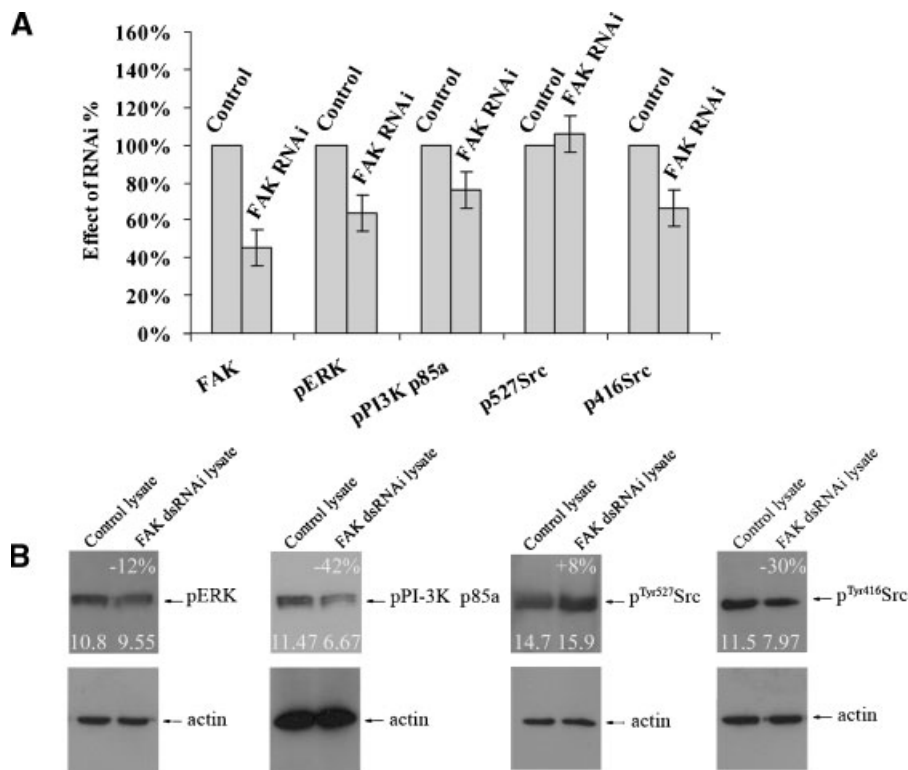 A
160%
140%
120%
100%
80%
60%
40%
20%
0%
Effect of RNAi %
Control
FAK RNAi
Control
FAK RNAi
Control
FAK RNAi
Control
FAK RNAi
Control
FAK RNAi
FAK
pERK
pPI3K p85a
p527Src
p416Src
B
Control lysate
FAK dsRNAi lysate
-12%
10.8 9.55
pERK
actin
Control lysate
FAK dsRNAi lysate
-42%
11.47 6.67
pPI-3K p85a
actin
Control lysate
FAK dsRNAi lysate
+8%
14.7 15.9
pTyr527Src
actin
Control lysate
FAK dsRNAi lysate
-30%
11.5 7.97
pTyr416Src
actin